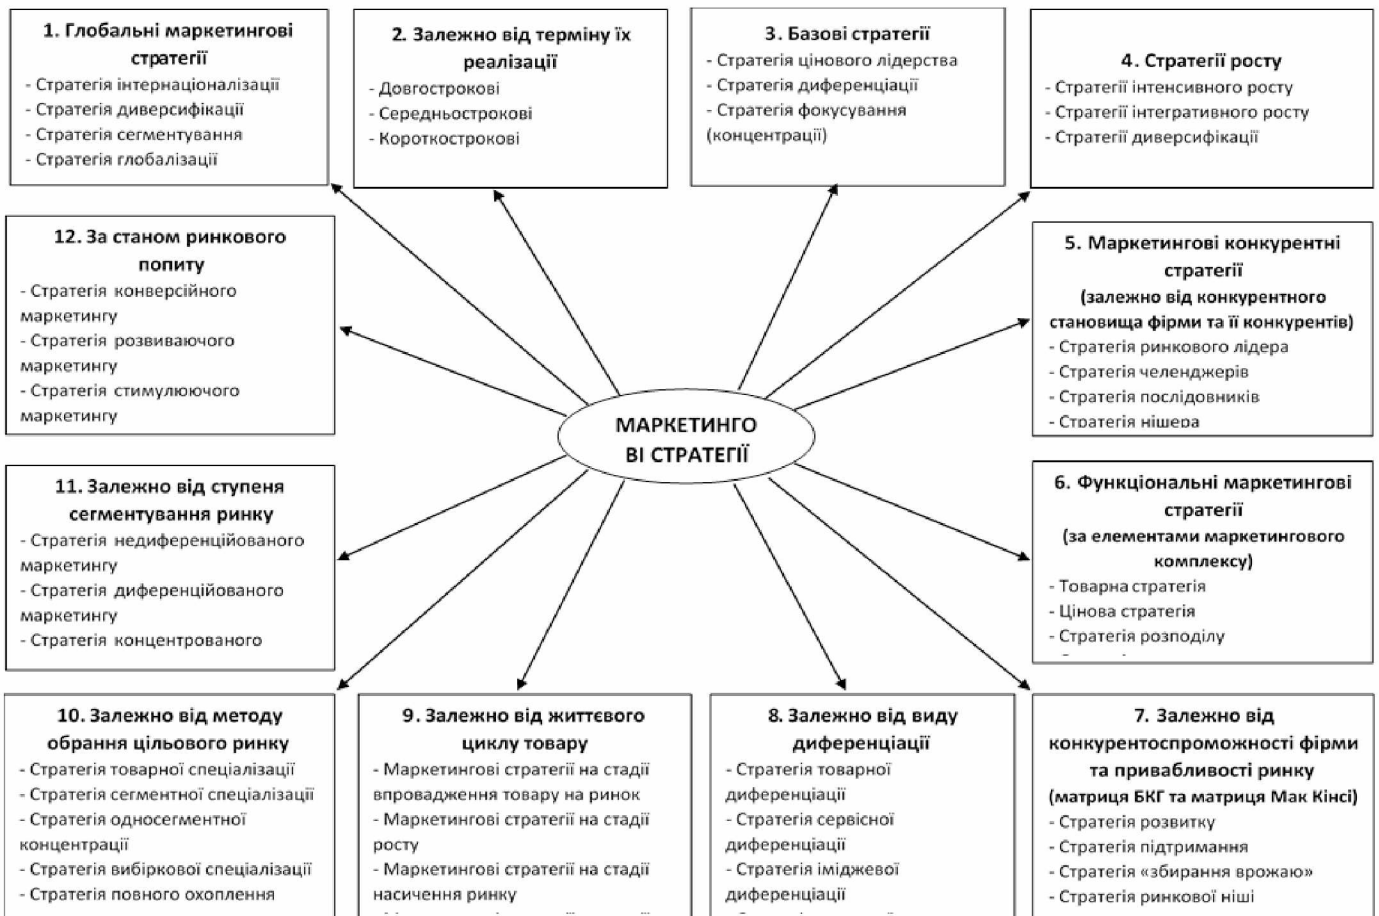 1. Глобальні маркетингові
стратегії
- Стратегія інтернаціоналізації
- Стратегія диверсифікації
- Стратегія сегментування
- Стратегія глобалізації
2. Залежно від терміну їх
реалізації
- Довгострокові
- Середньострокові
- Короткострокові
3. Базові стратегії
- Стратегія цінового лідерства
- Стратегія диференціації
- Стратегія фокусування
(концентрації)
4. Стратегії росту
- Стратегії інтенсивного росту
- Стратегії інтегративного росту
- Стратегії диверсифікації
12. За станом ринкового
попиту
- Стратегія конверсійного
маркетингу
- Стратегія розвиваючого
маркетингу
- Стратегія стимулюючого
маркетингу
5. Маркетингові конкурентні
стратегії
(залежно від конкурентного
становища фірми та її конкурентів)
- Стратегія ринкового лідера
- Стратегія челенджерів
- Стратегія послідовників
- Стратегія нішера
МАРКЕТИНГО
ВІ СТРАТЕГІЇ
11. Залежно від ступеня
сегментування ринку
- Стратегія недиференційованого
маркетингу
- Стратегія диференційованого
маркетингу
- Стратегія концентрованого
6. Функціональні маркетингові
стратегії
(за елементами маркетингового
комплексу)
- Товарна стратегія
- Цінова стратегія
- Стратегія розподілу
10. Залежно від методу
обрання цільового ринку
- Стратегія товарної спеціалізації
- Стратегія сегментної спеціалізації
- Стратегія односегментної
концентрації
- Стратегія вибіркової спеціалізації
- Стратегія повного охоплення
9. Залежно від життєвого
циклу товару
- Маркетингові стратегії на стадії
впровадження товару на ринок
- Маркетингові стратегії на стадії
росту
- Маркетингові стратегії на стадії
насичення ринку
8. Залежно від виду
диференціації
- Стратегія товарної
диференціації
- Стратегія сервісної
диференціації
- Стратегія іміджевої
диференціації
7. Залежно від
конкурентоспроможності фірми
та привабливості ринку
(матриця БКГ та матриця Мак Кінсі)
- Стратегія розвитку
- Стратегія підтримання
- Стратегія «збирання врожаю»
- Стратегія ринкової ніші